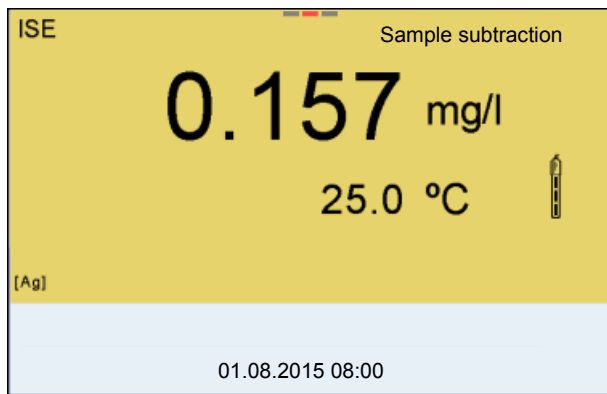 ISE
Sample subtraction
0.157 mg/l
25.0 ºC
[Ag]
01.08.2015 08:00